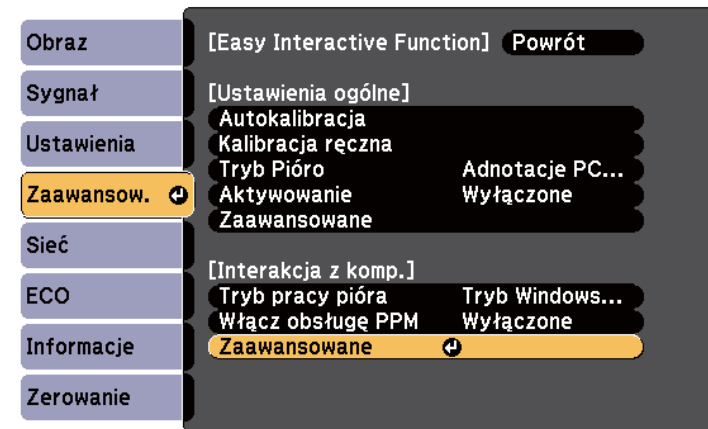 Obraz
Sygnał
Ustawienia
Zaawansow.
Sieć
ECO
Informacje
Zerowanie
[Easy Interactive Function] Powrót
[Ustawienia ogólne]
Autokalibracja
Kalibracja ręczna
Tryb Pióro Adnotacje PC...
Aktywowanie Wyłączone
Zaawansowane
[Interakcja z komp.]
Tryb pracy pióra Tryb Windows...
Włącz obsługę PPM Wyłączone
Zaawansowane